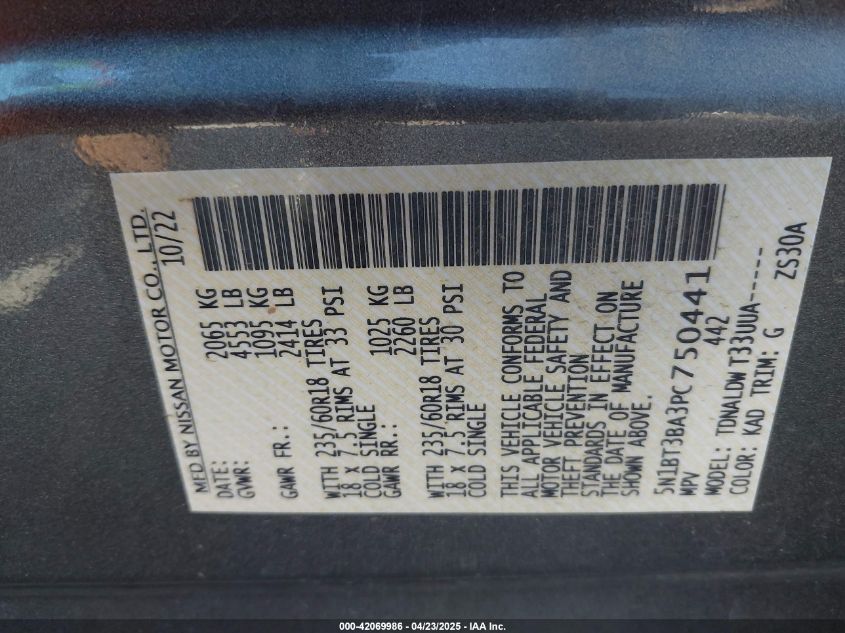 MFD BY NISSAN MOTOR CO., LTD.
DATE: 10/22
GVWR: 2065 KG
4553 LB
GAWR FR.: 1095 KG
2414 LB
WITH 235/60R18 TIRES
18 X 7.5 RIMS AT 33 PSI
COLD SINGLE
GAWR RR.: 1025 KG
2260 LB
WITH 235/60R18 TIRES
18 X 7.5 RIMS AT 30 PSI
COLD SINGLE
THIS VEHICLE CONFORMS TO
ALL APPLICABLE FEDERAL
MOTOR VEHICLE SAFETY AND
THEFT PREVENTION
STANDARDS IN EFFECT ON
THE DATE OF MANUFACTURE
SHOWN ABOVE.
5N1BT3BA3PC750441
MPV 442
MODEL: TDNALDW T33UUA-----
COLOR: KAD TRIM: G ZS30A
000-42069986 - 04/23/2025 - IAA Inc.